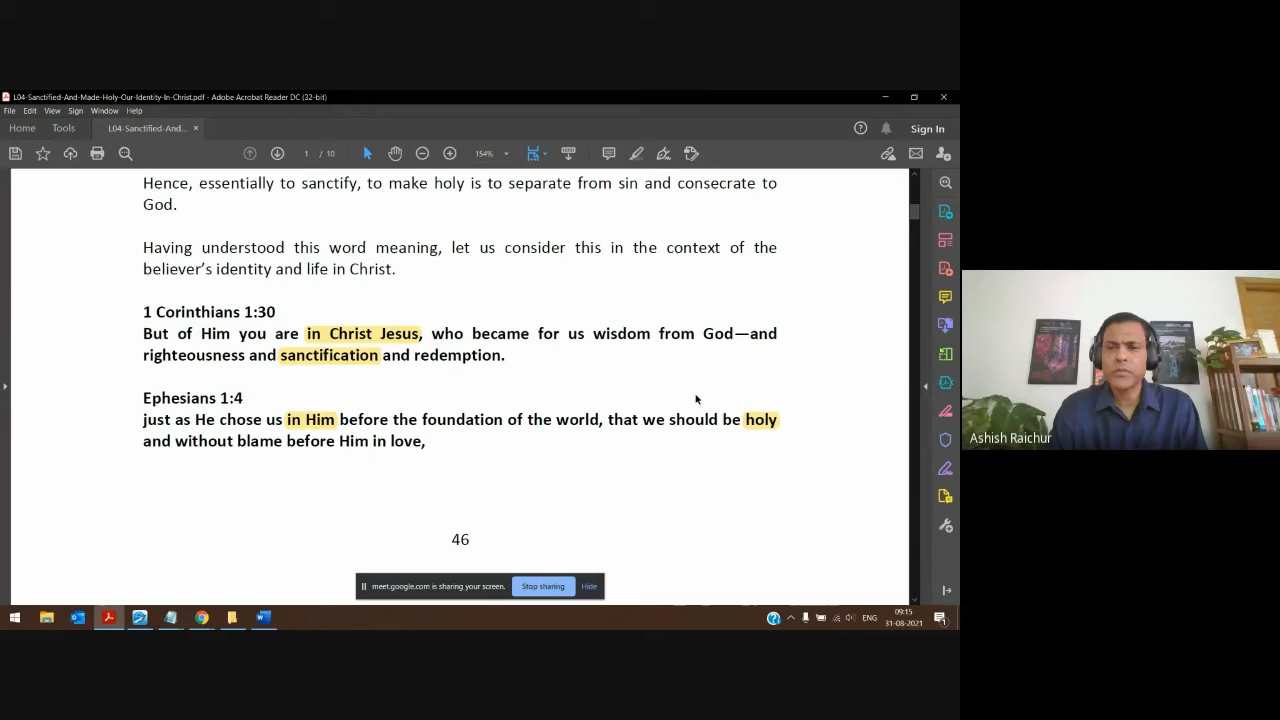 L04-Sanctified-And-Made-Holy-Our-Identity-In-Christ.pdf - Adobe Acrobat Reader DC (32-bit)
File Edit View Sign Window Help
Home Tools L04-Sanctified-And... × Sign In
1 / 10 154%
Hence, essentially to sanctify, to make holy is to separate from sin and consecrate to
God.
Having understood this word meaning, let us consider this in the context of the
believer's identity and life in Christ.
1 Corinthians 1:30
But of Him you are in Christ Jesus, who became for us wisdom from God—and
righteousness and sanctification and redemption.
Ephesians 1:4
just as He chose us in Him before the foundation of the world, that we should be holy
and without blame before Him in love,
46
meet.google.com is sharing your screen. Stop sharing Hide
ENG
09:15
31-08-2021
Ashish Raichur